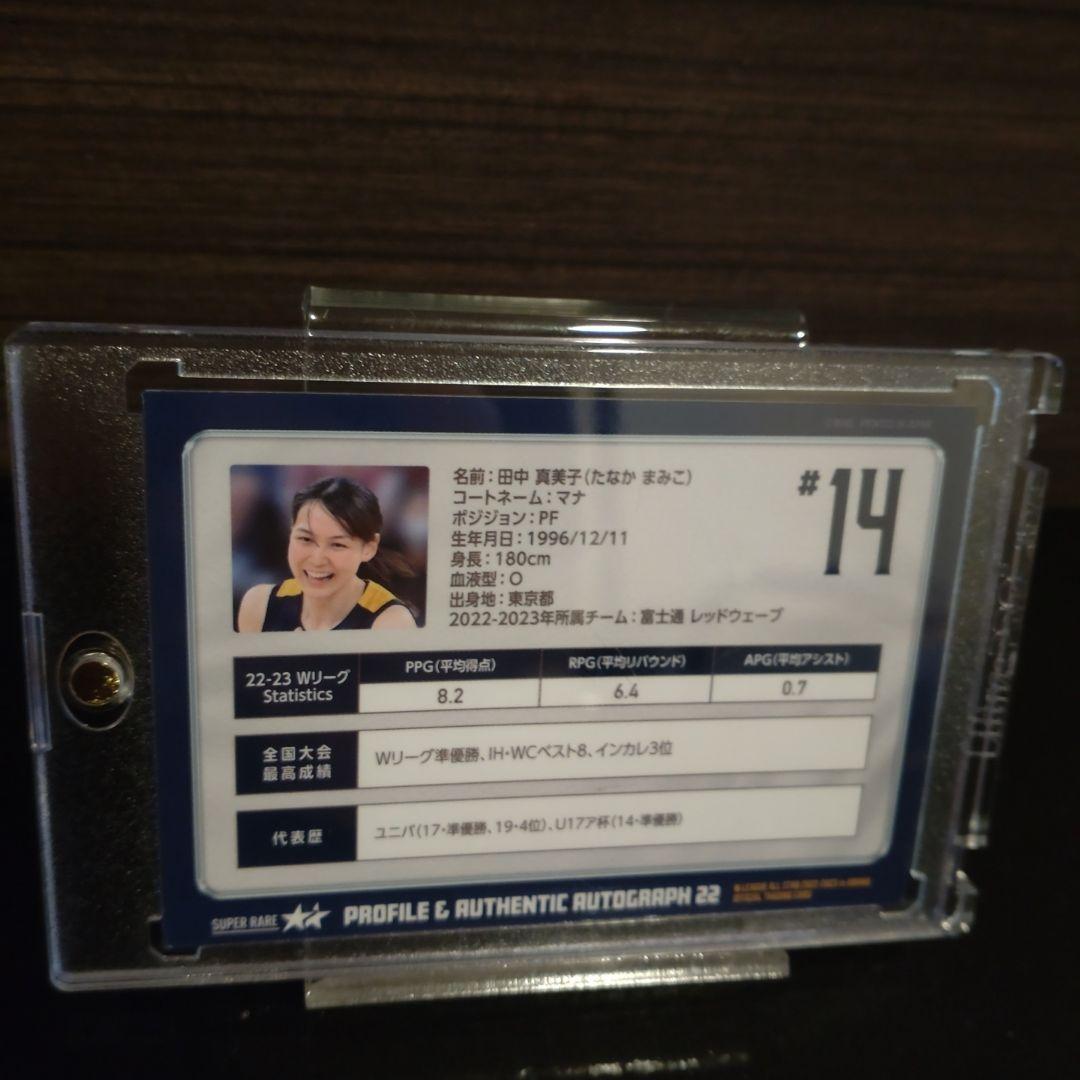 名前：田中 真美子（たなか まみこ）
コートネーム：マナ
ポジジョン：PF
生年月日：1996/12/11
身長：180cm
血液型：O
出身地：東京都
2022-2023年所属チーム：富士通 レッドウェーブ
#14
22-23 Wリーグ
Statistics
PPG（平均得点） RPG（平均リバウンド） APG（平均アシスト）
8.2 6.4 0.7
全国大会
最高成績
Wリーグ準優勝、IH・WCベスト8、インカレ3位
代表歴
ユニバ（17・準優勝、19・4位）、U17ア杯（14・準優勝）
SUPER RARE PROFILE & AUTHENTIC AUTOGRAPH 22